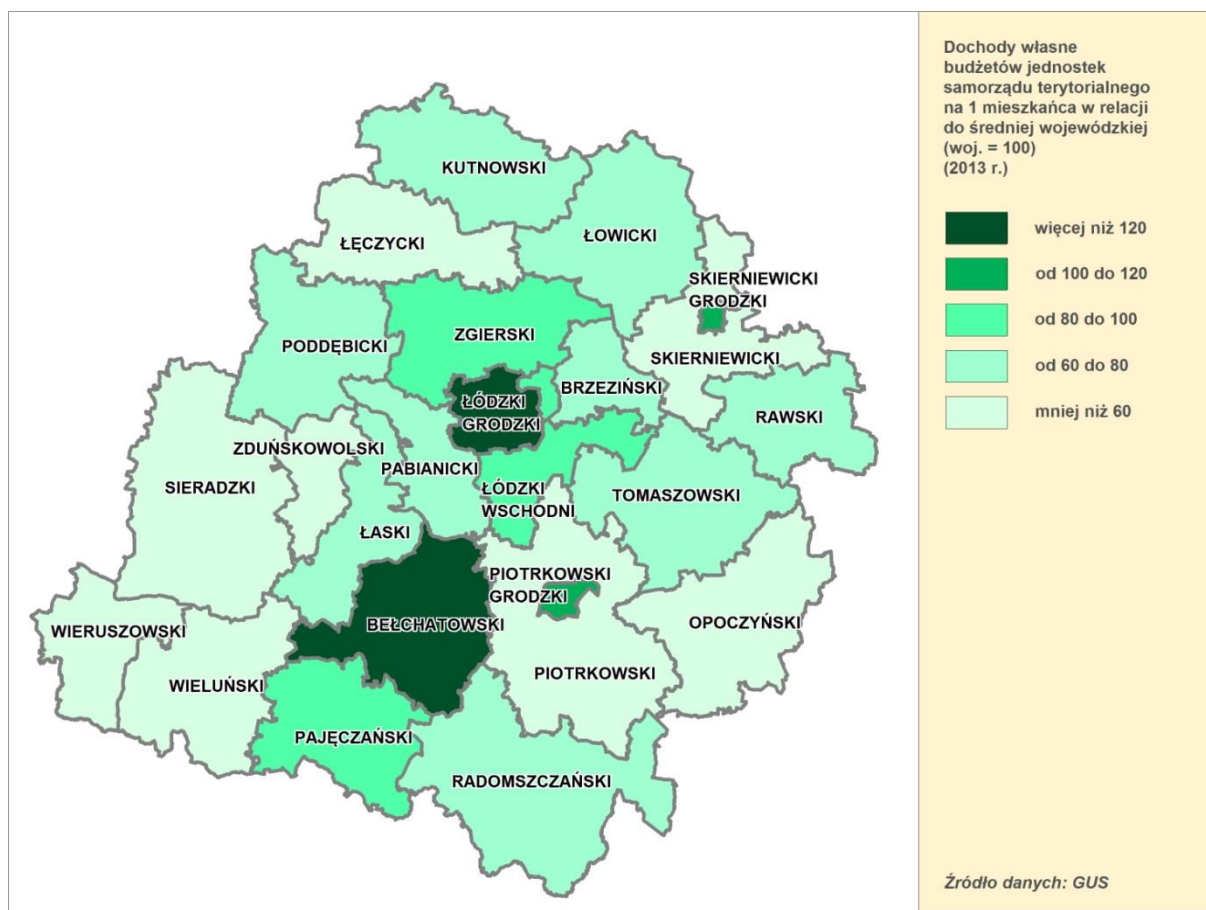 Dochody własne
budżetów jednostek
samorządu terytorialnego
na 1 mieszkańca w relacji
do średniej wojewódzkiej
(woj. = 100)
(2013 r.)
więcej niż 120
od 100 do 120
od 80 do 100
od 60 do 80
mniej niż 60
Źródło danych: GUS
KUTNOWSKI
ŁĘCZYCKI
ŁOWICKI
SKIERNIEWICKI
GRODZKI
ZGIERSKI
PODDĘBICKI
SKIERNIEWICKI
BRZEZIŃSKI
ŁÓDZKI
GRODZKI
RAWSKI
ZDUŃSKOWOLSKI
PABIANICKI
SIERADZKI
ŁÓDZKI
WSCHODNI
TOMASZOWSKI
ŁASKI
PIOTRKOWSKI
GRODZKI
BEŁCHATOWSKI
OPOCZYŃSKI
WIERUSZOWSKI
PIOTRKOWSKI
WIELUŃSKI
PAJĘCZAŃSKI
RADOMSZCZAŃSKI